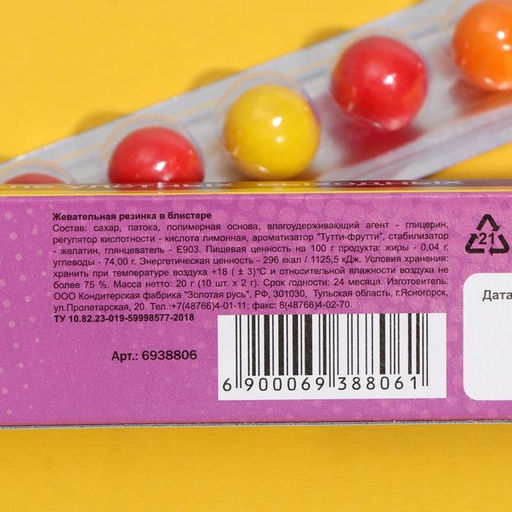 Жевательная резинка в блистере
Состав: сахар, патока, полимерная основа, влагоудерживающий агент - глицерин,
регулятор кислотности - кислота лимонная, ароматизатор "Тутти-фрутти", стабилизатор
- желатин, глянцеватель - Е903. Пищевая ценность на 100 г продукта: жиры - 0,04 г.
углеводы - 74,00 г. Энергетическая ценность - 296 ккал / 1125,5 кДж. Условия хранения:
хранить при температуре воздуха +18 ( ± 3)°С и относительной влажности воздуха не
более 75 %. Масса нетто: 20 г (10 шт. х 2 г). Срок годности: 24 месяца. Изготовитель:
ООО Кондитерская фабрика "Золотая русь", РФ, 301030, Тульская область, г.Ясногорск,
ул.Пролетарская, 20. Тел.:+7(48766)4-01-11; факс: 8(48766)4-02-70.
ТУ 10.82.23-019-59998577-2018
21
Дата
Арт.: 6938806
6 900069 388061